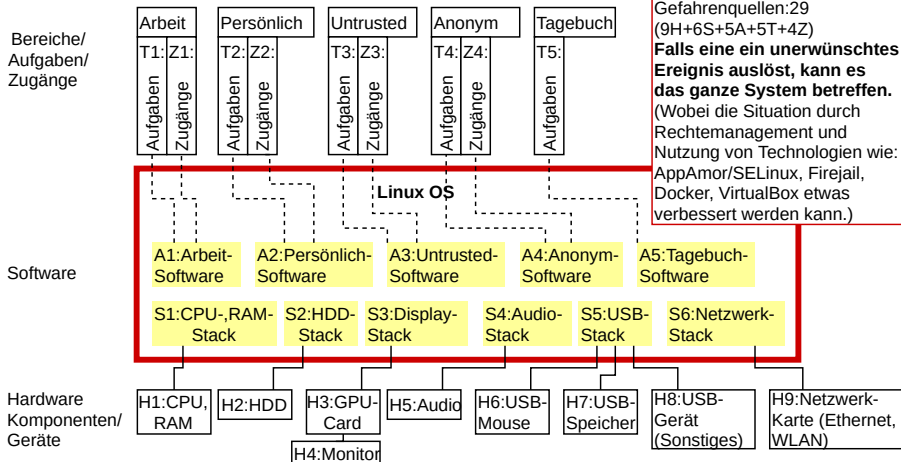 Bereiche/
Aufgaben/
Zugänge
Arbeit
Persönlich
Untrusted
Anonym
Tagebuch
T1:
Aufgaben
Z1:
Zugänge
T2:
Aufgaben
Z2:
Zugänge
T3:
Aufgaben
Z3:
Zugänge
T4:
Aufgaben
Z4:
Zugänge
T5:
Aufgaben
Gefahrenquellen:29
(9H+6S+5A+5T+4Z)
Falls eine ein unerwünschtes
Ereignis auslöst, kann es
das ganze System betreffen.
(Wobei die Situation durch
Rechtemanagement und
Nutzung von Technologien wie:
AppAmor/SELinux, Firejail,
Docker, VirtualBox etwas
verbessert werden kann.)
Linux OS
Software
A1:Arbeit-
Software
A2:Persönlich-
Software
A3:Untrusted-
Software
A4:Anonym-
Software
A5:Tagebuch-
Software
S1:CPU-,RAM-
Stack
S2:HDD-
Stack
S3:Display-
Stack
S4:Audio-
Stack
S5:USB-
Stack
S6:Netzwerk-
Stack
Hardware
Komponenten/
Geräte
H1:CPU,
RAM
H2:HDD
H3:GPU-
Card
H4:Monitor
H5:Audio
H6:USB-
Mouse
H7:USB-
Speicher
H8:USB-
Gerät
(Sonstiges)
H9:Netzwerk-
Karte (Ethernet,
WLAN)